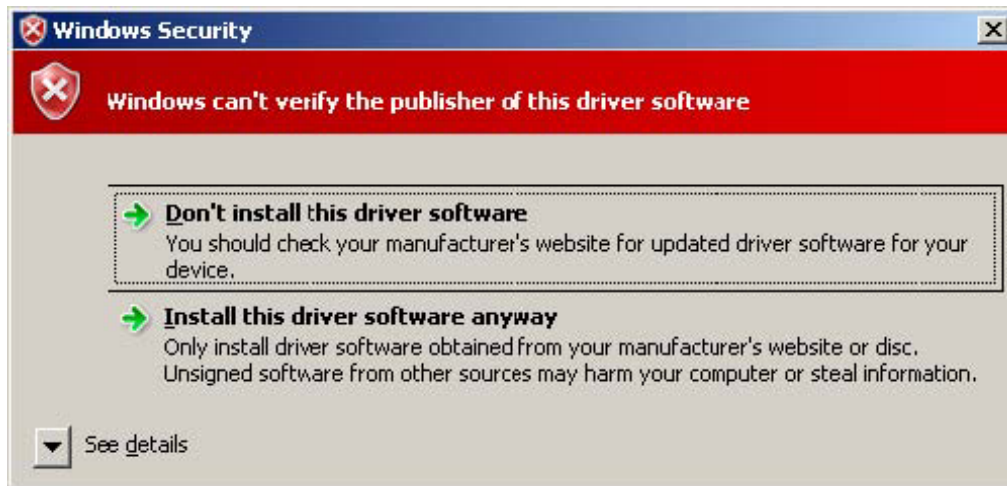 Windows Security
Windows can't verify the publisher of this driver software
Don't install this driver software
You should check your manufacturer's website for updated driver software for your
device.
Install this driver software anyway
Only install driver software obtained from your manufacturer's website or disc.
Unsigned software from other sources may harm your computer or steal information.
See details